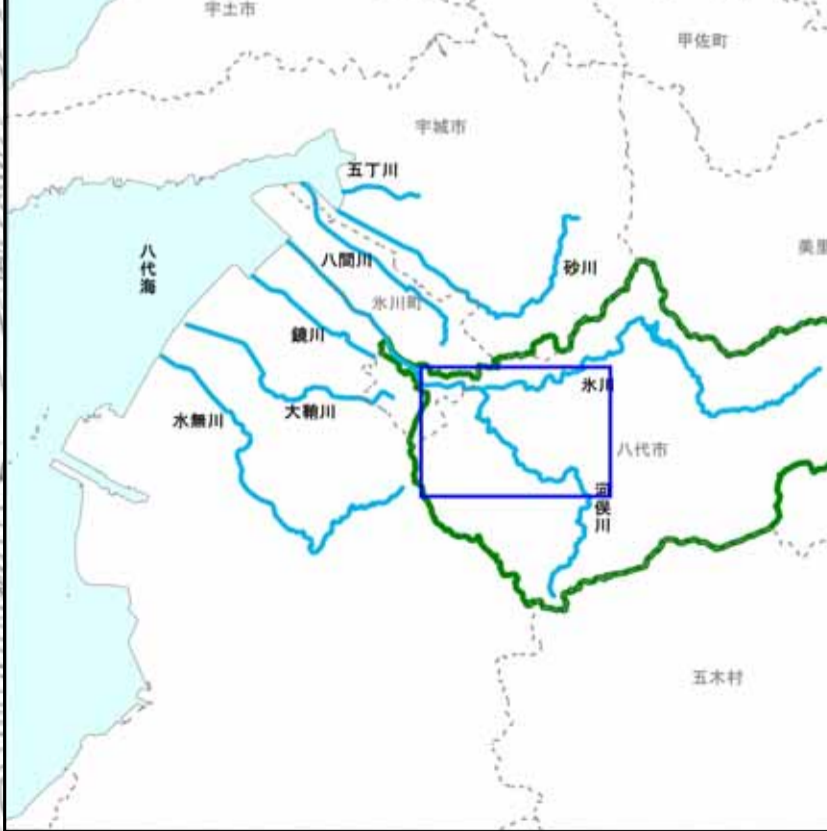 宇土市
甲佐町
宇城市
五丁川
美里
八代海
八間川
砂川
氷川町
鏡川
氷川
大鞘川
水無川
八代市
河俣川
五木村